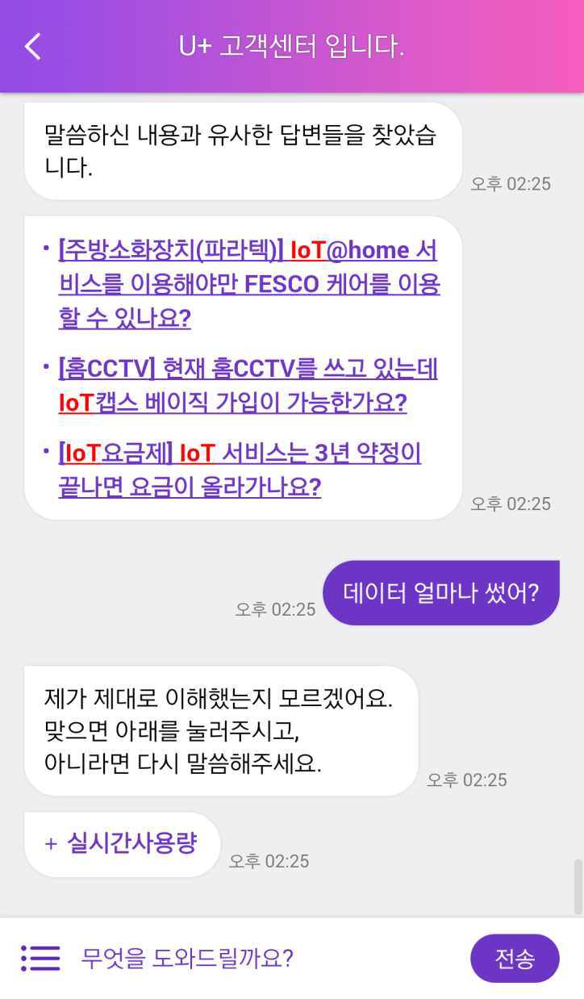 U+ 고객센터 입니다.
말씀하신 내용과 유사한 답변들을 찾았습
니다.
오후 02:25
• [주방소화장치(파라텍)] IoT@home 서
비스를 이용해야만 FESCO 케어를 이용
할 수 있나요?
• [홈CCTV] 현재 홈CCTV를 쓰고 있는데
IoT캡스 베이직 가입이 가능한가요?
• [IoT요금제] IoT 서비스는 3년 약정이
끝나면 요금이 올라가나요?
오후 02:25
데이터 얼마나 썼어?
오후 02:25
제가 제대로 이해했는지 모르겠어요.
맞으면 아래를 눌러주시고,
아니라면 다시 말씀해주세요.
오후 02:25
+ 실시간사용량
오후 02:25
무엇을 도와드릴까요?
전송